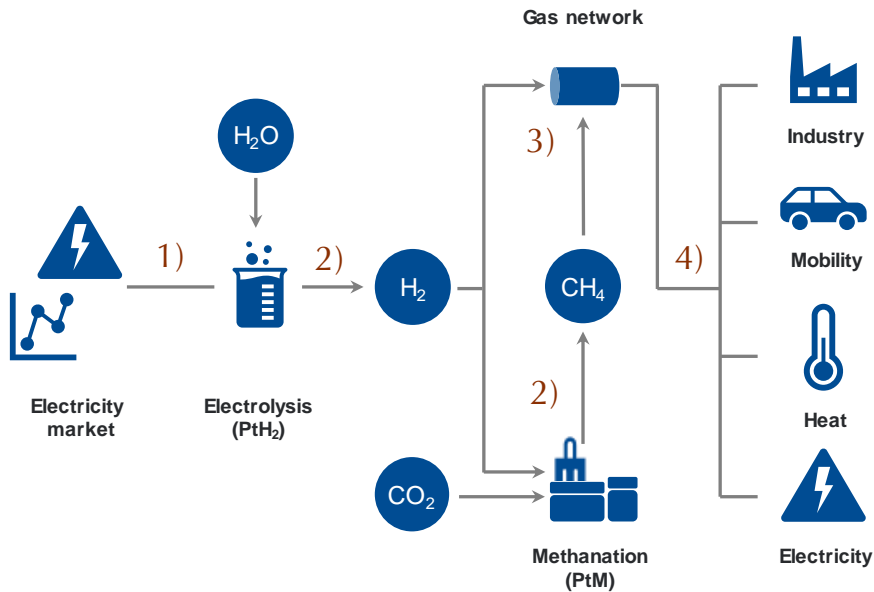 Gas network
H₂O
Industry
3)
1)
2)
4)
Mobility
H₂
CH₄
Electricity
market
Electrolysis
(PtH₂)
2)
Heat
CO₂
Methanation
(PtM)
Electricity